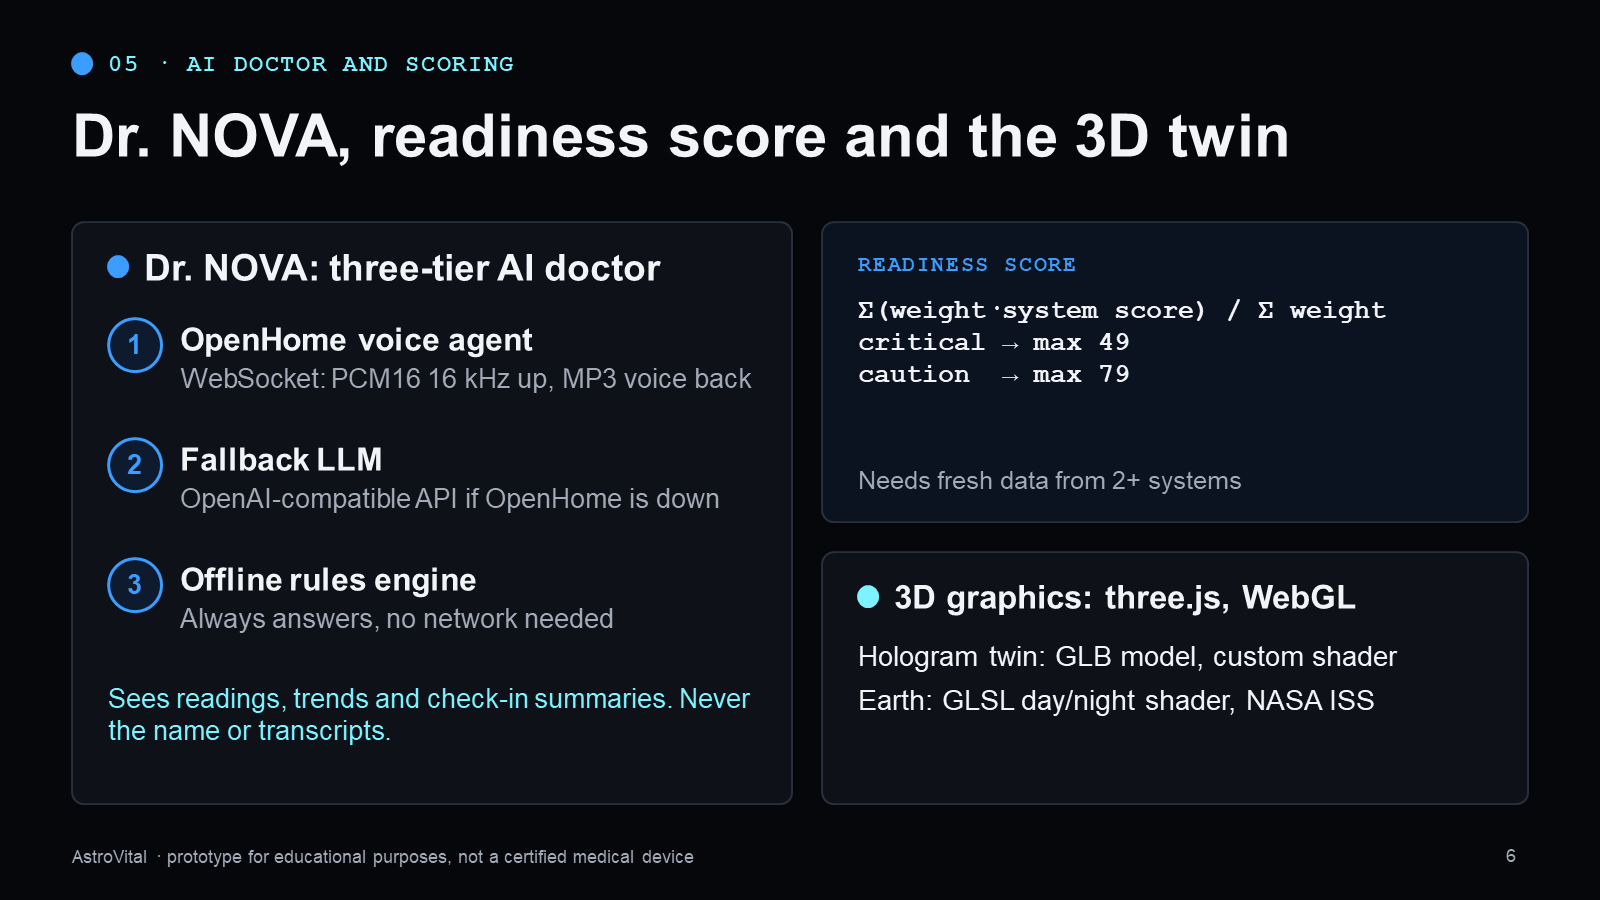 05 · AI DOCTOR AND SCORING
Dr. NOVA, readiness score and the 3D twin
Dr. NOVA: three-tier AI doctor
1
OpenHome voice agent
WebSocket: PCM16 16 kHz up, MP3 voice back
2
Fallback LLM
OpenAI-compatible API if OpenHome is down
3
Offline rules engine
Always answers, no network needed
Sees readings, trends and check-in summaries. Never
the name or transcripts.
READINESS SCORE
Σ(weight·system score) / Σ weight
critical → max 49
caution → max 79
Needs fresh data from 2+ systems
3D graphics: three.js, WebGL
Hologram twin: GLB model, custom shader
Earth: GLSL day/night shader, NASA ISS
AstroVital · prototype for educational purposes, not a certified medical device
6